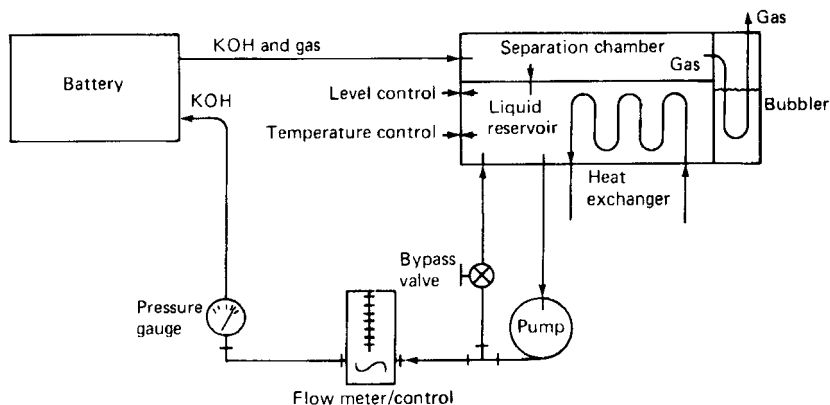 Gas
KOH and gas
Separation chamber
Battery
Gas
KOH
Level control
Liquid
reservoir
Bubbler
Temperature control
Heat
exchanger
Bypass
valve
Pressure
gauge
Pump
Flow meter/control